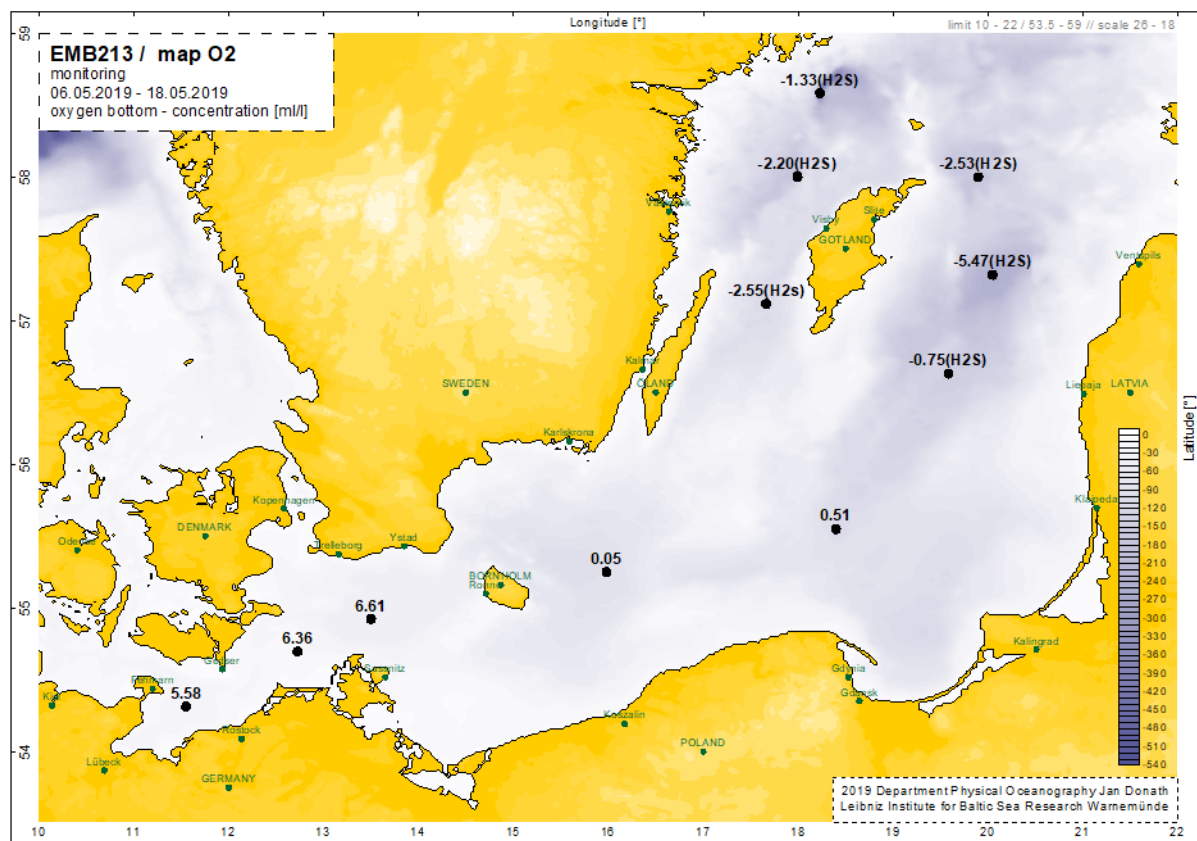 Longitude [°]
limit 10 - 22 / 53.5 - 59 // scale 26 - 18
EMB213 / map O2
monitoring
06.05.2019 - 18.05.2019
oxygen bottom - concentration [ml/l]
59
58
57
56
55
54
-1.33(H2S)
-2.20(H2S)
-2.53(H2S)
Visby
Slite
GOTLAND
-5.47(H2S)
Ventspils
-2.55(H2s)
-0.75(H2S)
Kalmar
SWEDEN
ÖLAND
Liepaja
LATVIA
Latitude [°]
Karlskrona
Kopenhagen
Klaipeda
DENMARK
0.51
Odense
Trelleborg
Ystad
0.05
BORNHOLM
6.61
6.36
Kalingrad
Gedser
Sassnitz
Gdynia
Fehmarn
5.58
Gdansk
Kiel
Koszalin
Rostock
POLAND
Lübeck
GERMANY
0
-30
-60
-90
-120
-150
-180
-210
-240
-270
-300
-330
-360
-390
-420
-450
-480
-510
-540
2019 Department Physical Oceanography Jan Donath
Leibniz Institute for Baltic Sea Research Warnemünde
10 11 12 13 14 15 16 17 18 19 20 21 22